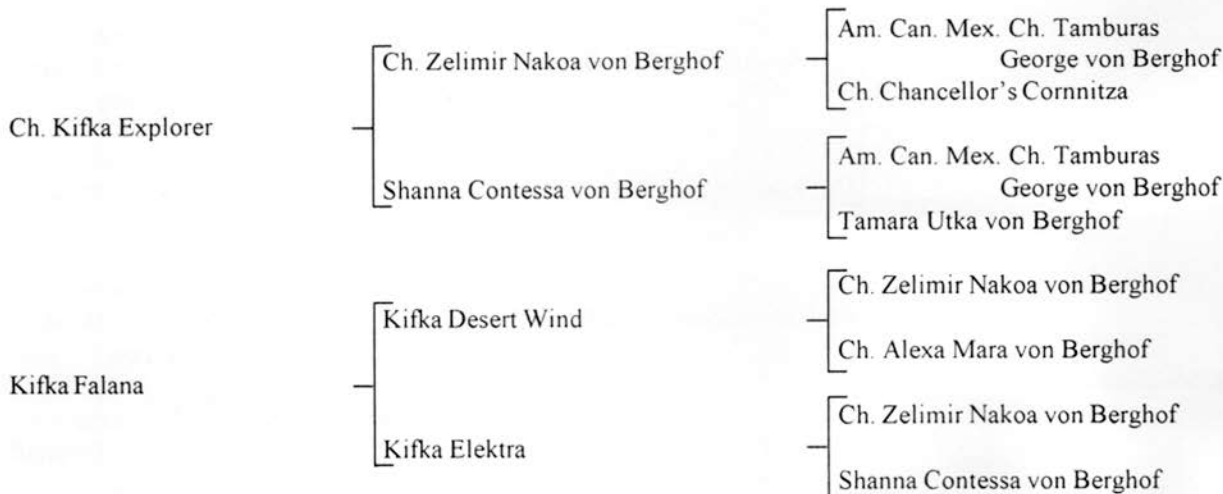 Am. Can. Mex. Ch. Tamburas
George von Berghof
Ch. Zelimir Nakoa von Berghof
Ch. Chancellor's Cornnitza
Ch. Kifka Explorer
Am. Can. Mex. Ch. Tamburas
George von Berghof
Shanna Contessa von Berghof
Tamara Utka von Berghof
Ch. Zelimir Nakoa von Berghof
Kifka Desert Wind
Ch. Alexa Mara von Berghof
Kifka Falana
Ch. Zelimir Nakoa von Berghof
Kifka Elektra
Shanna Contessa von Berghof